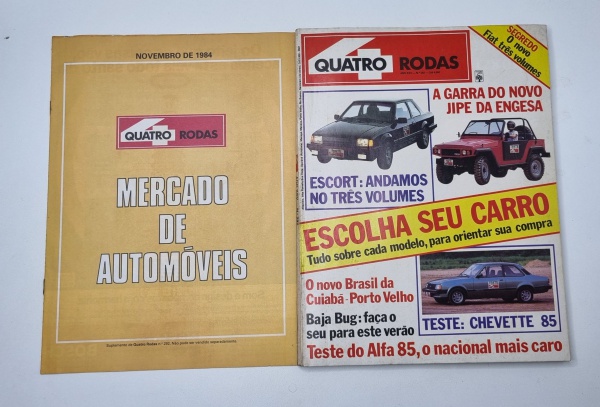 NOVEMBRO DE 1984
QUATRO RODAS
MERCADO
DE
AUTOMÓVEIS
4
QUATRO RODAS
SEGREDO
O novo
Fiat três volumes
A GARRA DO NOVO
JIPE DA ENGESA
ESCORT: ANDAMOS
NO TRÊS VOLUMES
ESCOLHA SEU CARRO
Tudo sobre cada modelo, para orientar sua compra
O novo Brasil da
Cuiabá-Porto Velho
Baja Bug: faça o
seu para este verão
TESTE: CHEVETTE 85
Teste do Alfa 85, o nacional mais caro